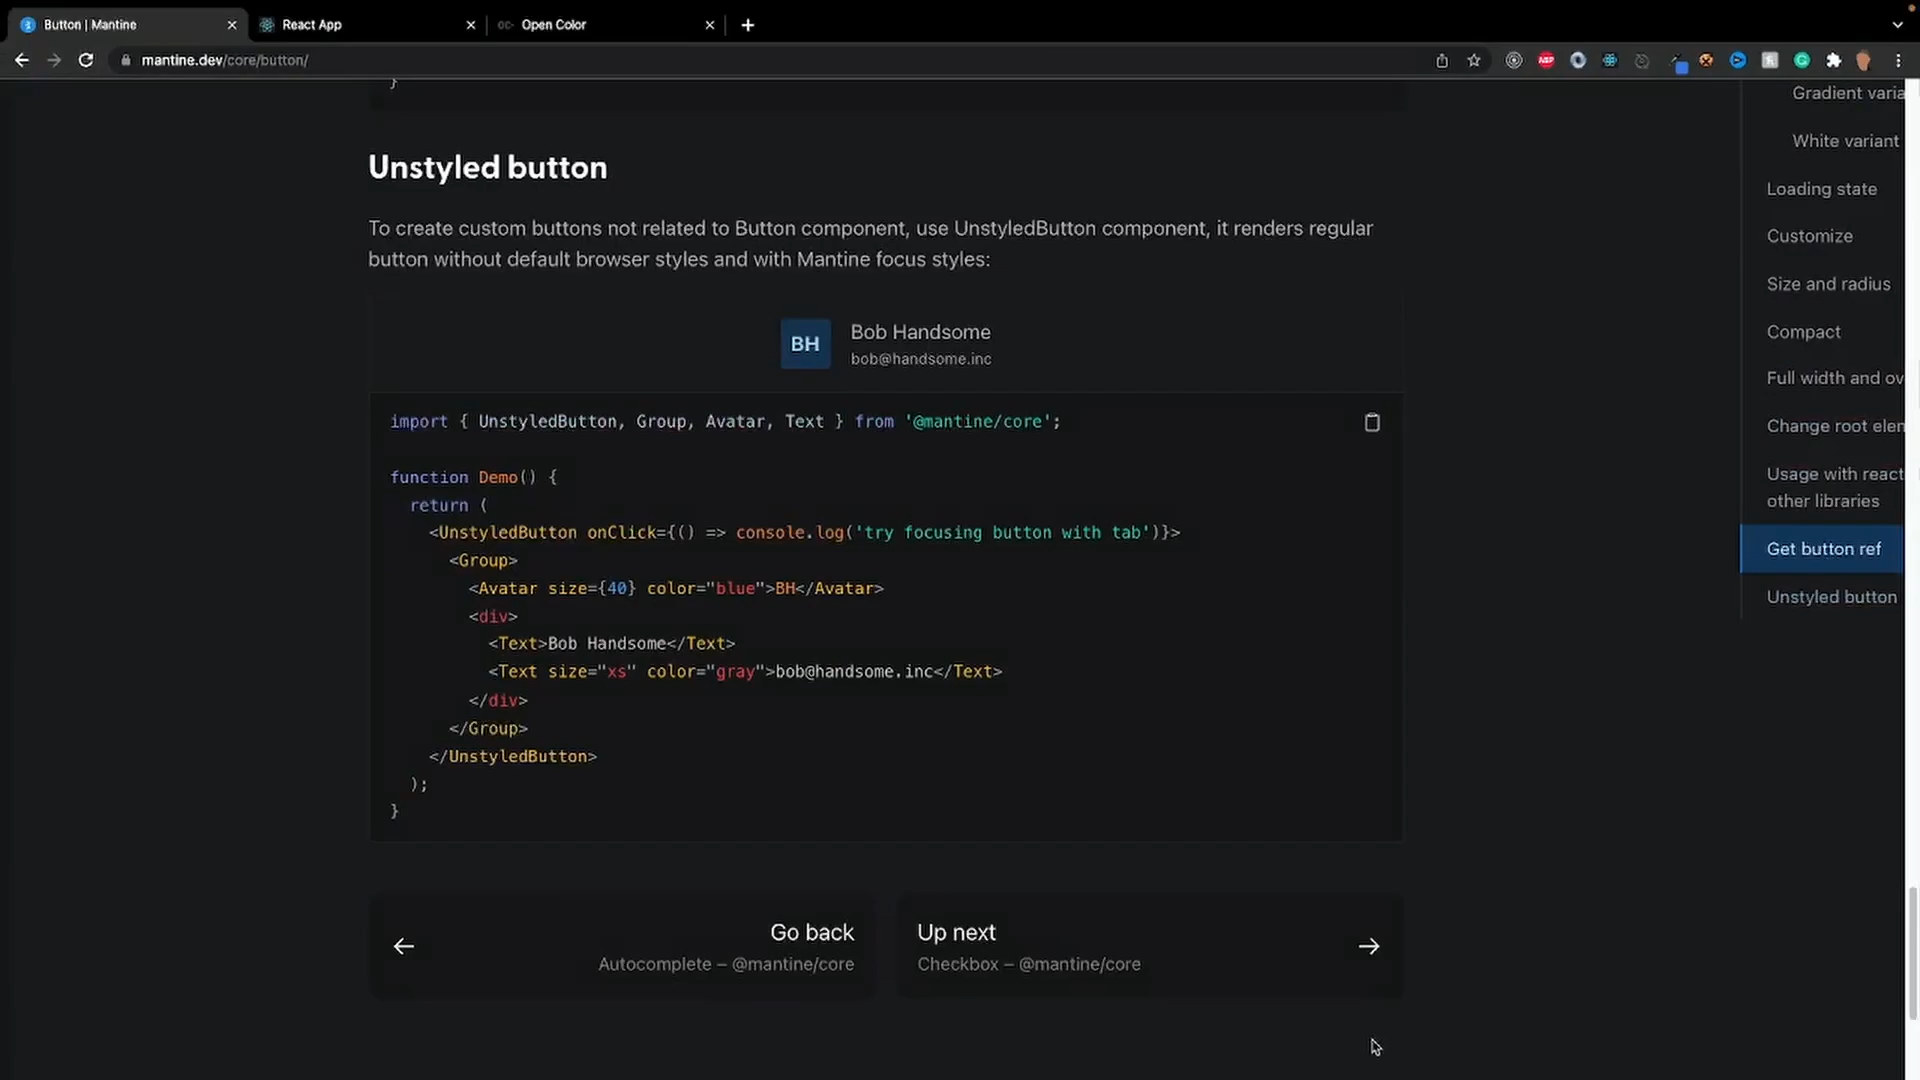 Button | Mantine
React App
Open Color
mantine.dev/core/button/
ABP
}
Unstyled button
To create custom buttons not related to Button component, use UnstyledButton component, it renders regular
button without default browser styles and with Mantine focus styles:
BH
Bob Handsome
bob@handsome.inc
import { UnstyledButton, Group, Avatar, Text } from '@mantine/core';
function Demo() {
return (
<UnstyledButton onClick={() => console.log('try focusing button with tab')}>
<Group>
<Avatar size={40} color="blue">BH</Avatar>
<div>
<Text>Bob Handsome</Text>
<Text size="xs" color="gray">bob@handsome.inc</Text>
</div>
</Group>
</UnstyledButton>
);
}
Go back
Autocomplete – @mantine/core
Up next
Checkbox – @mantine/core
Gradient varia
White variant
Loading state
Customize
Size and radius
Compact
Full width and ov
Change root elem
Usage with react
other libraries
Get button ref
Unstyled button